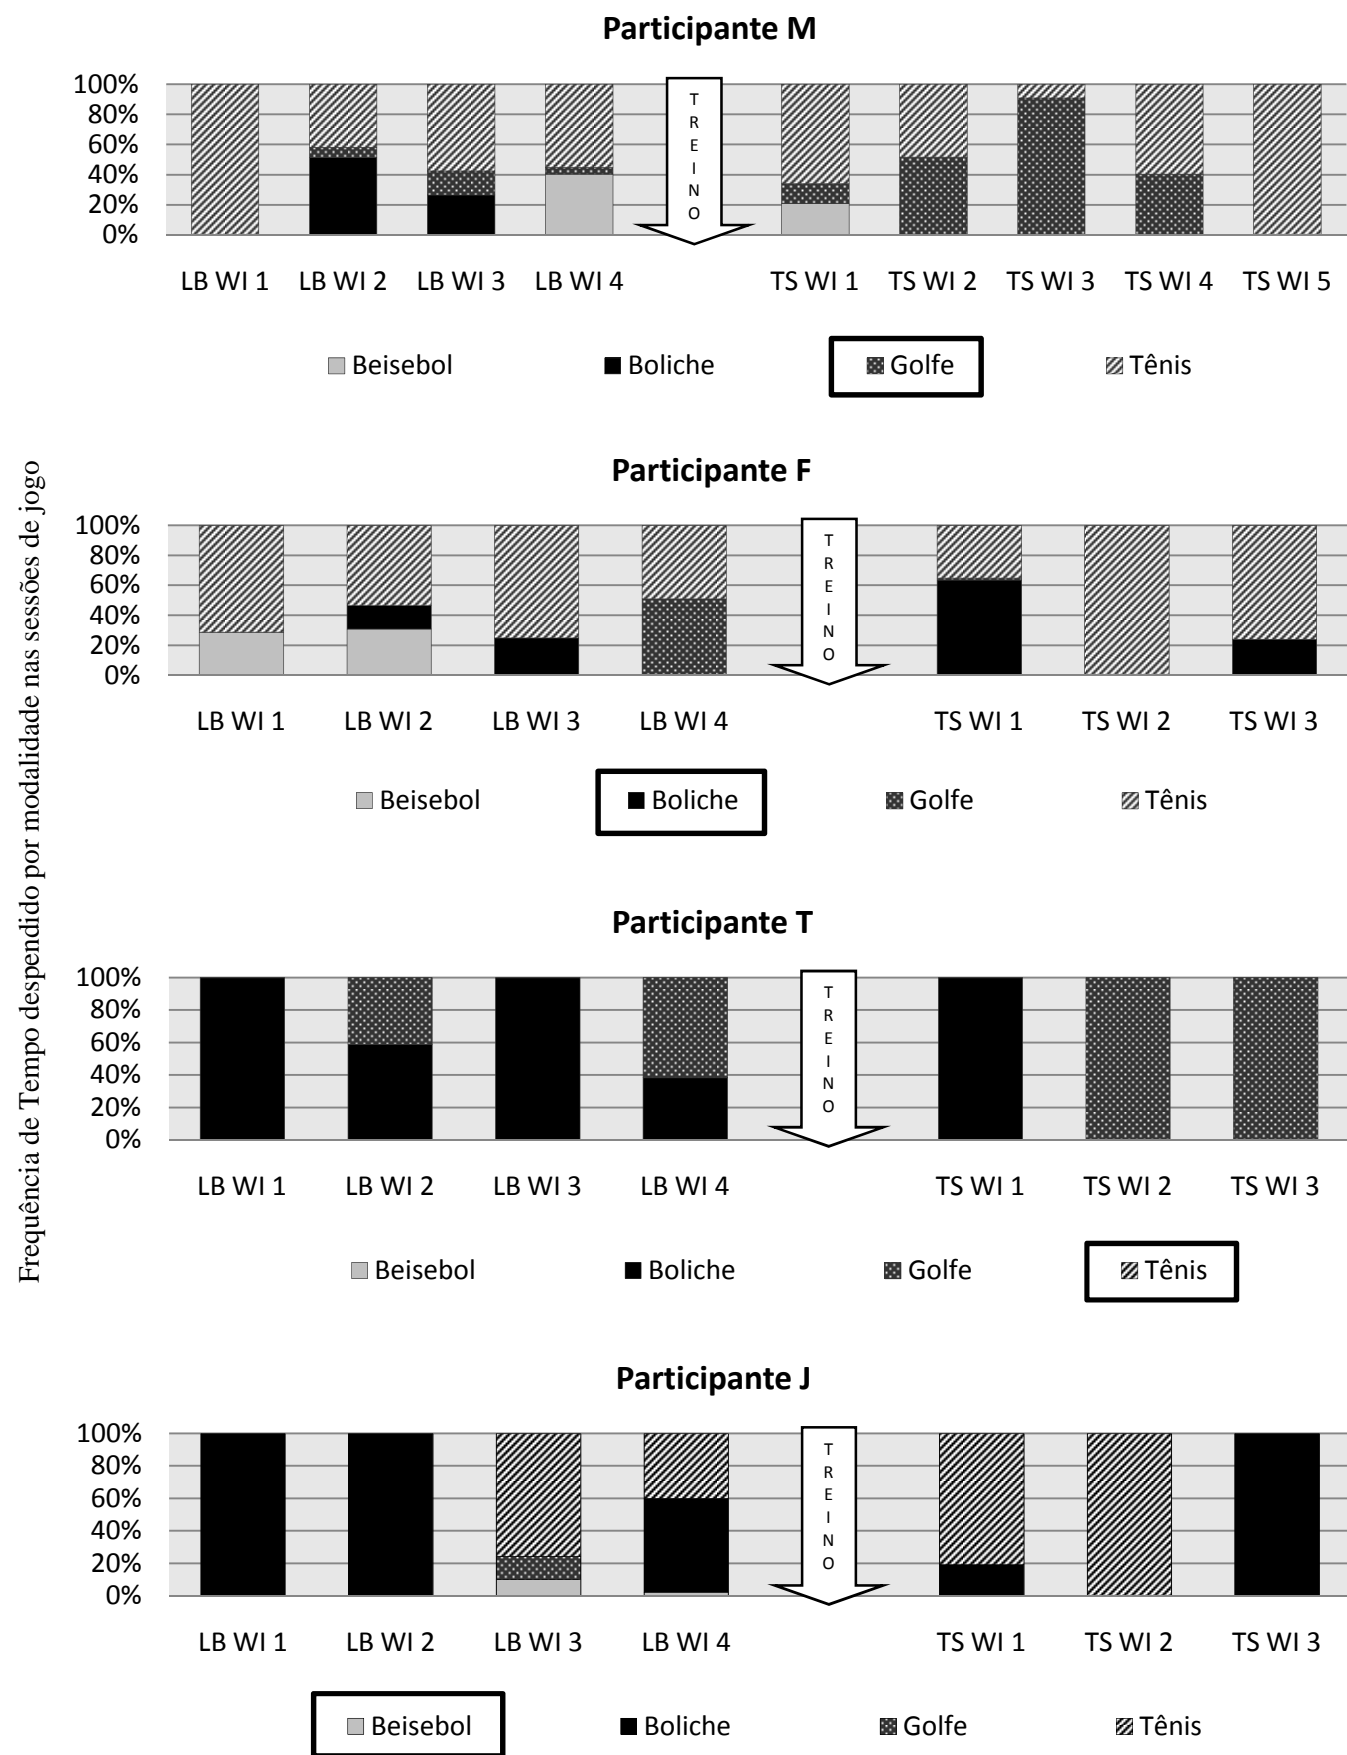 Frequência de Tempo despendido por modalidade nas sessões de jogo
Participante M
100%
80%
60%
40%
20%
0%
TREINO
LB WI 1 LB WI 2 LB WI 3 LB WI 4 TS WI 1 TS WI 2 TS WI 3 TS WI 4 TS WI 5
Beisebol Boliche Golfe Tênis
Participante F
100%
80%
60%
40%
20%
0%
TREINO
LB WI 1 LB WI 2 LB WI 3 LB WI 4 TS WI 1 TS WI 2 TS WI 3
Beisebol Boliche Golfe Tênis
Participante T
100%
80%
60%
40%
20%
0%
TREINO
LB WI 1 LB WI 2 LB WI 3 LB WI 4 TS WI 1 TS WI 2 TS WI 3
Beisebol Boliche Golfe Tênis
Participante J
100%
80%
60%
40%
20%
0%
TREINO
LB WI 1 LB WI 2 LB WI 3 LB WI 4 TS WI 1 TS WI 2 TS WI 3
Beisebol Boliche Golfe Tênis